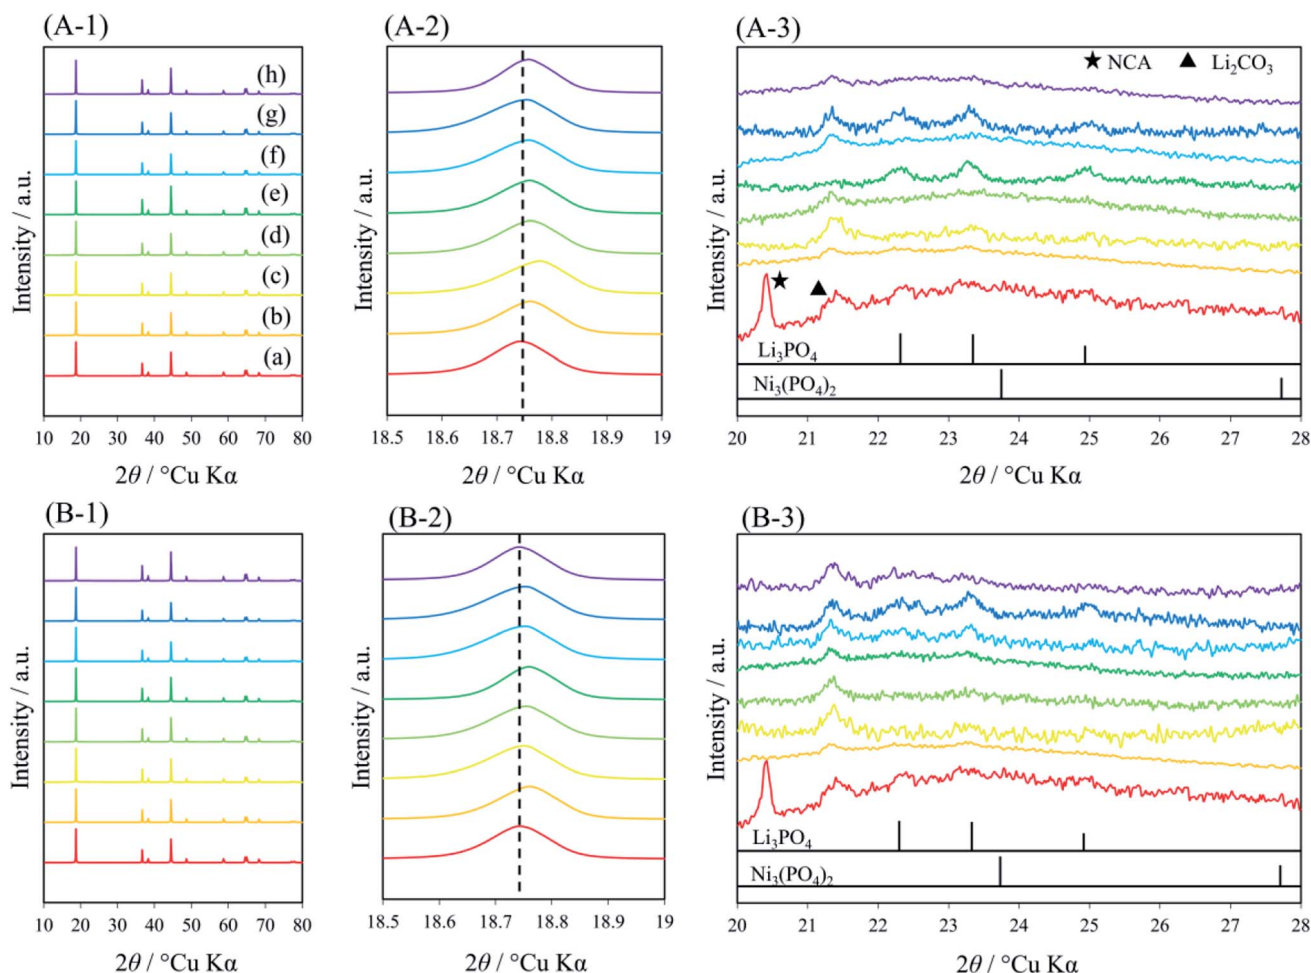 (A-1)
(A-2)
(A-3)
Intensity / a.u.
(h)
(g)
(f)
(e)
(d)
(c)
(b)
(a)
10 20 30 40 50 60 70 80
2θ / °Cu Kα
Intensity / a.u.
18.5 18.6 18.7 18.8 18.9 19
2θ / °Cu Kα
Intensity / a.u.
★ NCA ▲ Li₂CO₃
Li₃PO₄
Ni₃(PO₄)₂
20 21 22 23 24 25 26 27 28
2θ / °Cu Kα
(B-1)
(B-2)
(B-3)
Intensity / a.u.
10 20 30 40 50 60 70 80
2θ / °Cu Kα
Intensity / a.u.
18.5 18.6 18.7 18.8 18.9 19
2θ / °Cu Kα
Intensity / a.u.
Li₃PO₄
Ni₃(PO₄)₂
20 21 22 23 24 25 26 27 28
2θ / °Cu Kα